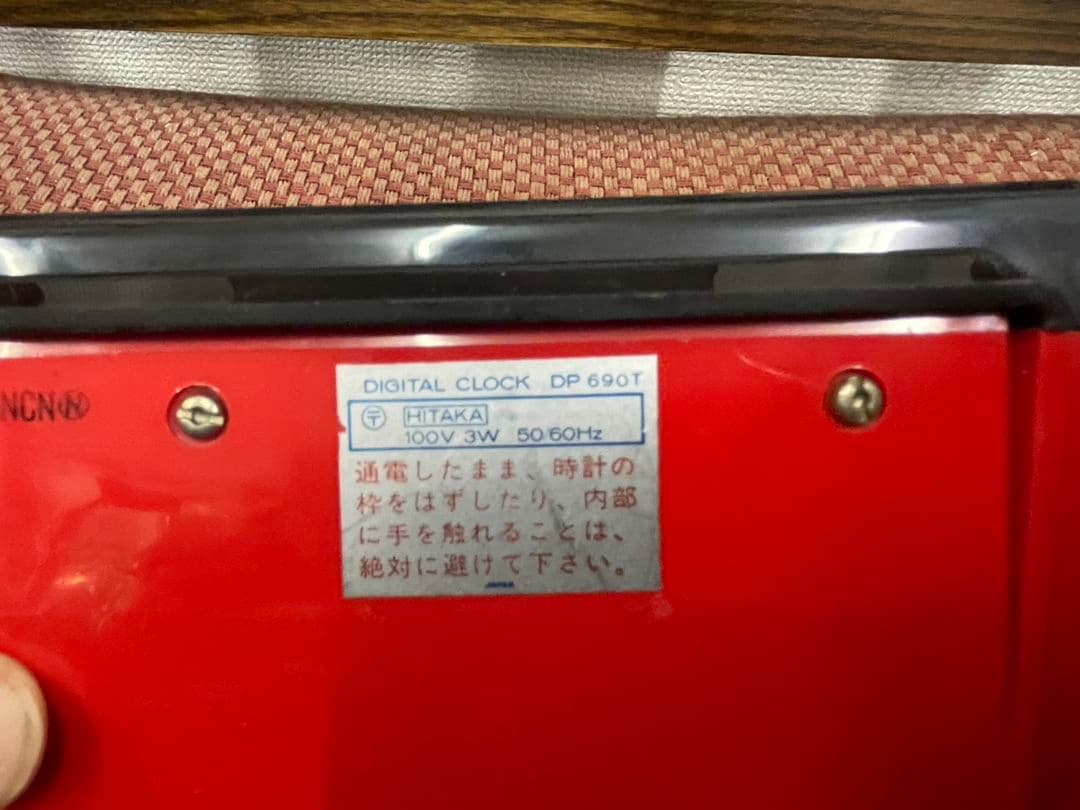 NCN
DIGITAL CLOCK DP 690T
〒 HITAKA
100V 3W 50/60Hz
通電したまま、時計の
枠をはずしたり、内部
に手を触れることは、
絶対に避けて下さい。
JAPAN